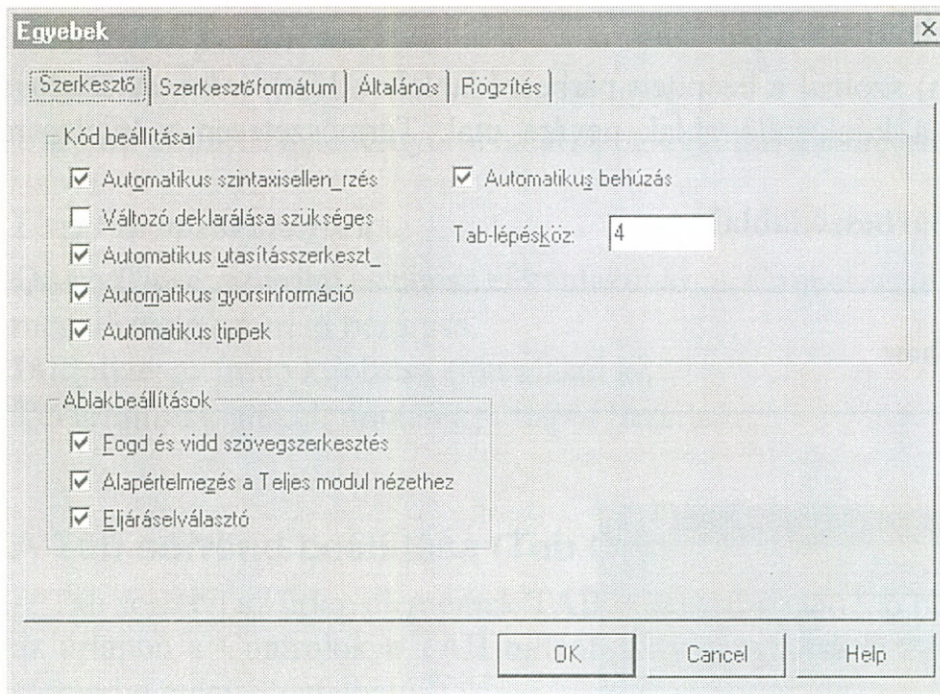 Egyebek
Szerkesztő Szerkesztőformátum Általános Rögzítés
Kód beállításai
Automatikus szintaxisellen_rzés
Automatikus behúzás
Változó deklarálása szükséges
Tab-lépésköz: 4
Automatikus utasításszerkeszt_
Automatikus gyorsinformáció
Automatikus tippek
Ablakbeállítások
Fogd és vidd szövegszerkesztés
Alapértelmezés a Teljes modul nézethez
Eljáráselválasztó
OK Cancel Help